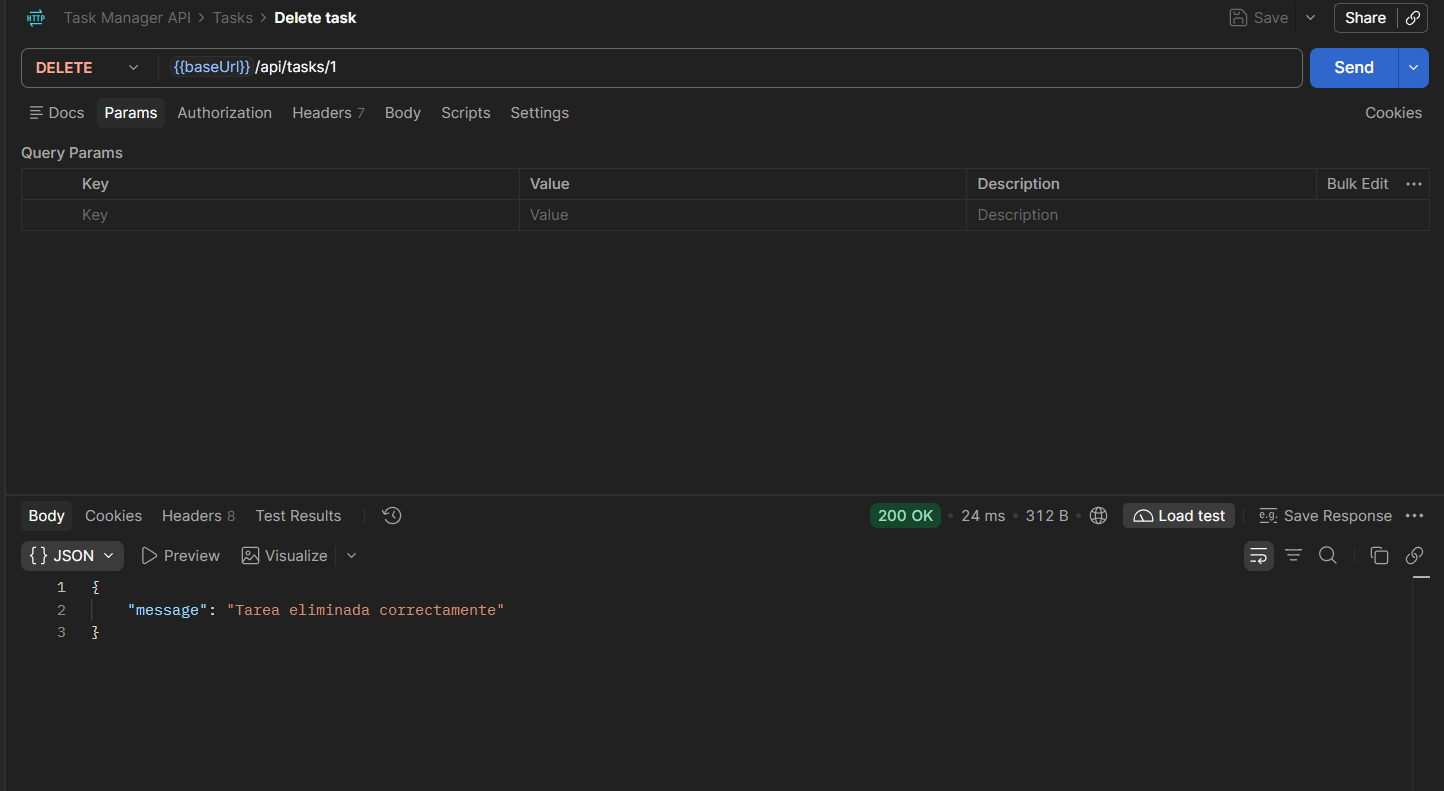 HTTP Task Manager API > Tasks > Delete task Save Share
DELETE {{baseUrl}} /api/tasks/1 Send
Docs Params Authorization Headers 7 Body Scripts Settings Cookies
Query Params
Key Value Description Bulk Edit
Key Value Description
Body Cookies Headers 8 Test Results 200 OK • 24 ms • 312 B • Load test e.g. Save Response
{} JSON Preview Visualize
1 {
2 "message": "Tarea eliminada correctamente"
3 }